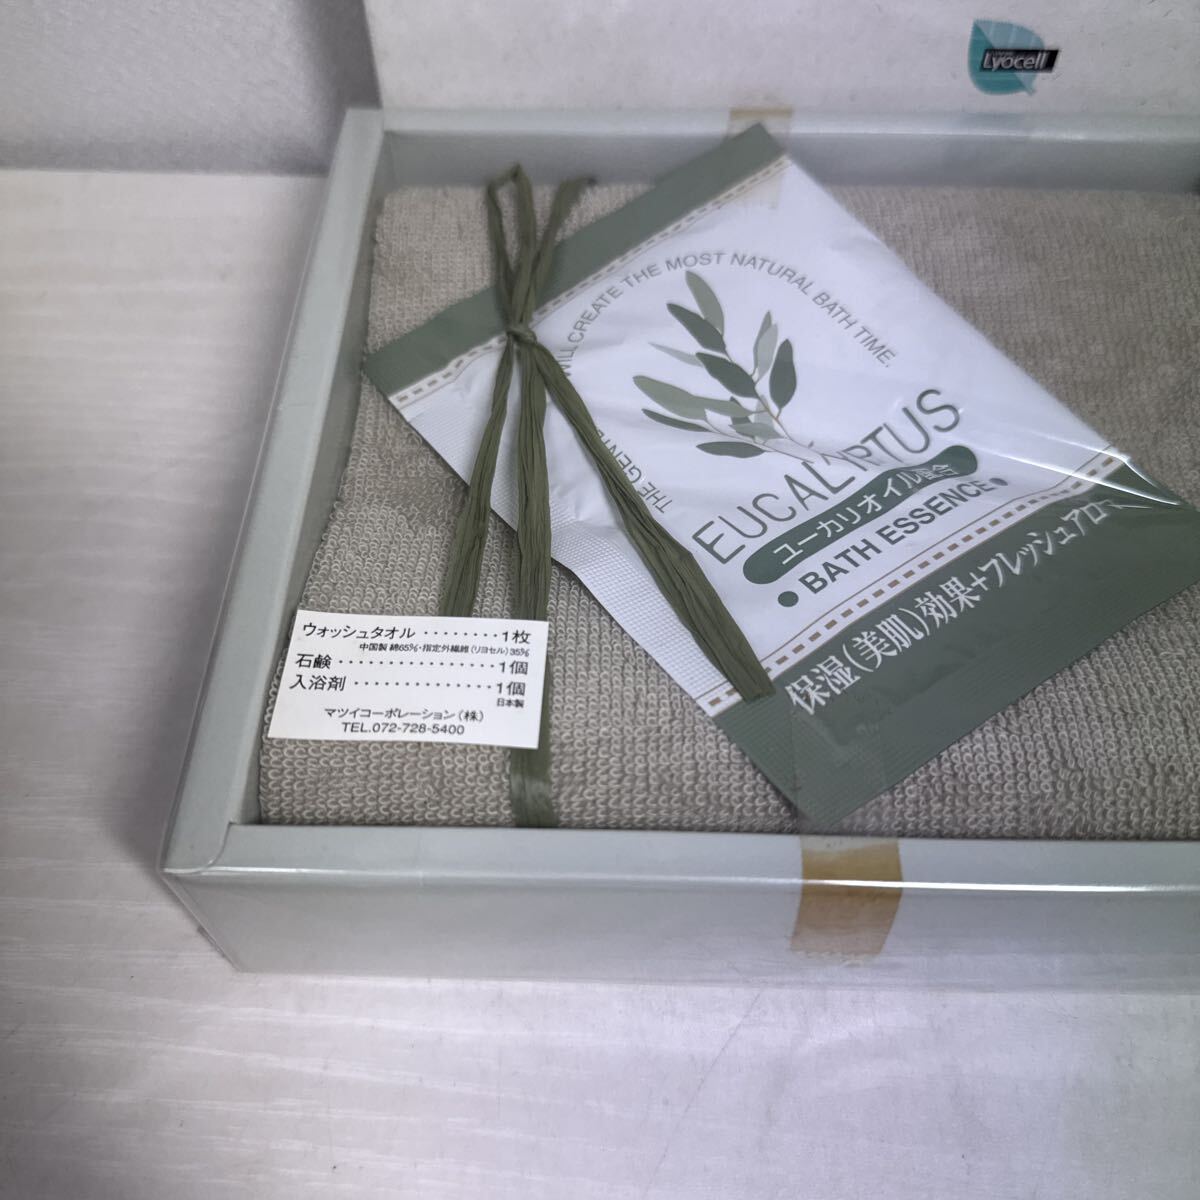 Lyocell
THE GENT
WILL CREATE THE MOST NATURAL BATH TIME.
EUCALYPTUS
ユーカリオイル配合
BATH ESSENCE
保湿(美肌)効果+フレッシュアロマ
ウォッシュタオル ········1枚
中国製 綿65%・指定外繊維(リヨセル)35%
石鹸 ················1個
入浴剤 ··············1個
日本製
マツイコーポレーション(株)
TEL.072-728-5400